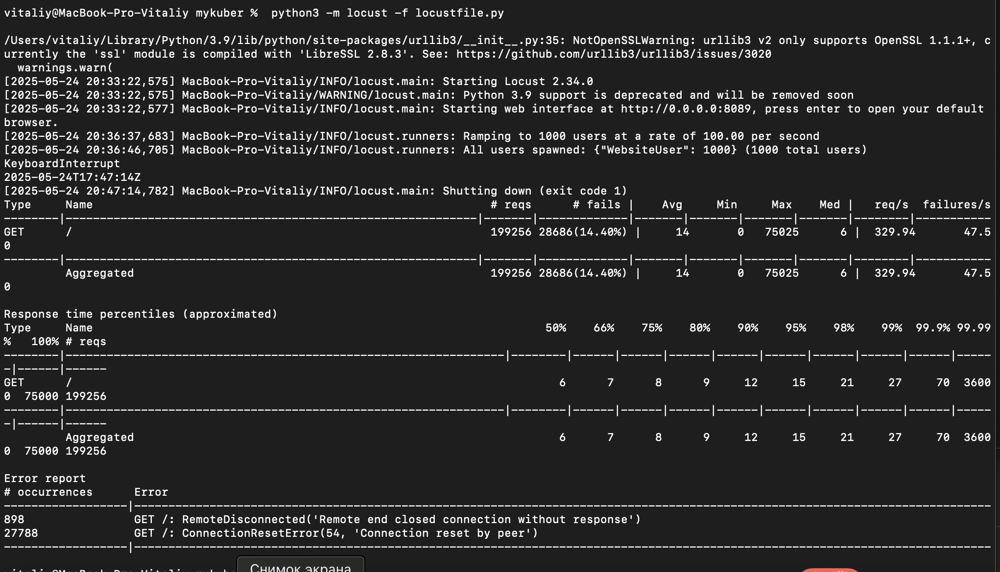 vitaliy@MacBook-Pro-Vitaliy mykuber %  python3 -m locust -f locustfile.py
/Users/vitaliy/Library/Python/3.9/lib/python/site-packages/urllib3/__init__.py:35: NotOpenSSLWarning: urllib3 v2 only supports OpenSSL 1.1.1+, c
urrently the 'ssl' module is compiled with 'LibreSSL 2.8.3'. See: https://github.com/urllib3/urllib3/issues/3020
  warnings.warn(
[2025-05-24 20:33:22,575] MacBook-Pro-Vitaliy/INFO/locust.main: Starting Locust 2.34.0
[2025-05-24 20:33:22,575] MacBook-Pro-Vitaliy/WARNING/locust.main: Python 3.9 support is deprecated and will be removed soon
[2025-05-24 20:33:22,577] MacBook-Pro-Vitaliy/INFO/locust.main: Starting web interface at http://0.0.0.0:8089, press enter to open your default
browser.
[2025-05-24 20:36:37,683] MacBook-Pro-Vitaliy/INFO/locust.runners: Ramping to 1000 users at a rate of 100.00 per second
[2025-05-24 20:36:46,705] MacBook-Pro-Vitaliy/INFO/locust.runners: All users spawned: {"WebsiteUser": 1000} (1000 total users)
KeyboardInterrupt
2025-05-24T17:47:14Z
[2025-05-24 20:47:14,782] MacBook-Pro-Vitaliy/INFO/locust.main: Shutting down (exit code 1)
Type     Name     # reqs     # fails |     Avg     Min     Max     Med |     req/s  failures/s
--------|------------------------------------------------------------|-------|-------------|-------|-------|-------|-------|--------|-----------
GET      /     199256 28686(14.40%) |     14     0   75025     6 |  329.94     47.5
0
--------|------------------------------------------------------------|-------|-------------|-------|-------|-------|-------|--------|-----------
         Aggregated     199256 28686(14.40%) |     14     0   75025     6 |  329.94     47.5
0
Response time percentiles (approximated)
Type     Name     50%    66%    75%    80%    90%    95%    98%    99%  99.9% 99.99
%   100% # reqs
--------|----------------------------------------------------------------|--------|------|------|------|------|------|------|------|------|-----
-|------|------
GET      /     6      7      8      9     12     15     21     27     70  3600
0  75000 199256
--------|----------------------------------------------------------------|--------|------|------|------|------|------|------|------|------|-----
-|------|------
         Aggregated     6      7      8      9     12     15     21     27     70  3600
0  75000 199256
Error report
# occurrences      Error
------------------|-----------------------------------------------------------------------------------------------------------------------------
898                GET /: RemoteDisconnected('Remote end closed connection without response')
27788              GET /: ConnectionResetError(54, 'Connection reset by peer')
------------------|-----------------------------------------------------------------------------------------------------------------------------
Снимок экрана